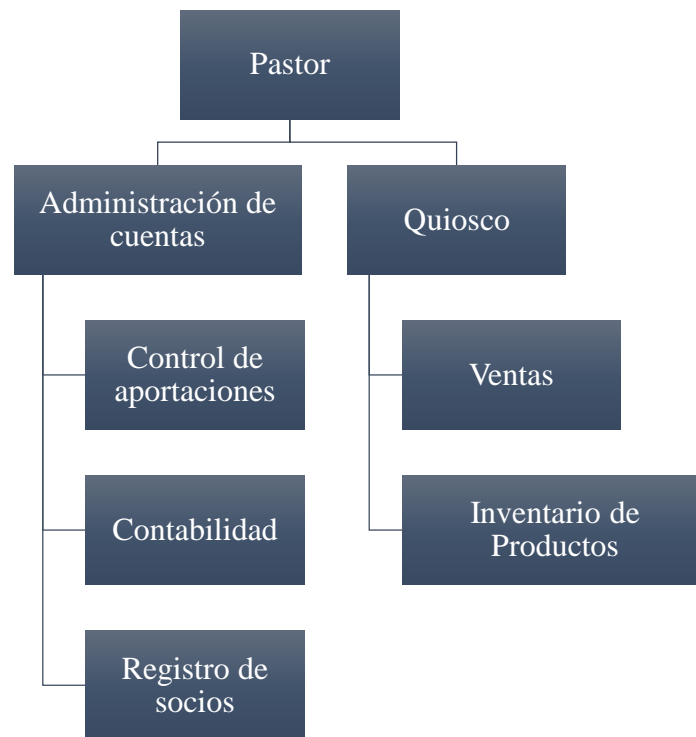 Pastor
Administración de
cuentas
Quiosco
Control de
aportaciones
Ventas
Contabilidad
Inventario de
Productos
Registro de
socios